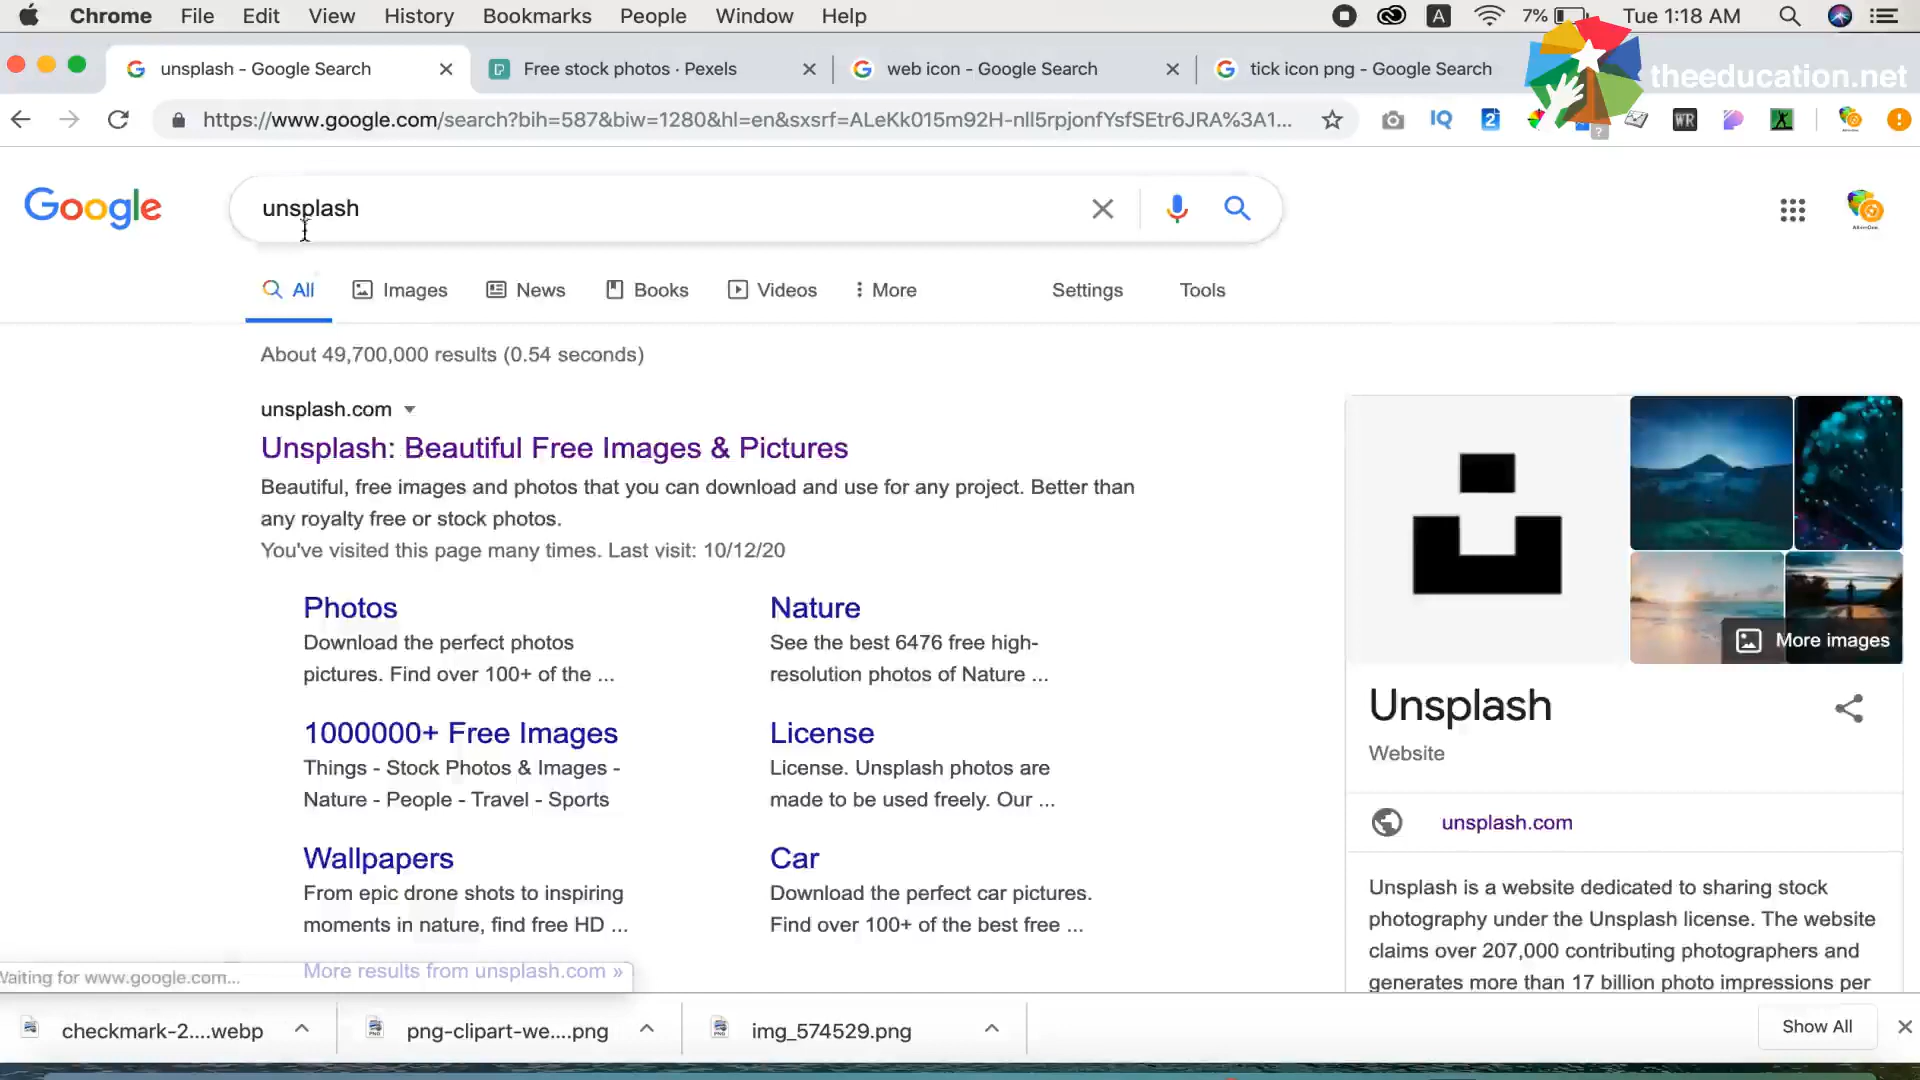 Chrome File Edit View History Bookmarks People Window Help A 7% Tue 1:18 AM
unsplash - Google Search Free stock photos · Pexels web icon - Google Search tick icon png - Google Search theeducation.net
https://www.google.com/search?bih=587&biw=1280&hl=en&sxsrf=ALeKk015m92H-nll5rpjonfYsfSEtr6JRA%3A1... IQ 2 ? WR
Google unsplash
All Images News Books Videos More Settings Tools
About 49,700,000 results (0.54 seconds)
unsplash.com
Unsplash: Beautiful Free Images & Pictures
Beautiful, free images and photos that you can download and use for any project. Better than
any royalty free or stock photos.
You've visited this page many times. Last visit: 10/12/20
Photos
Download the perfect photos
pictures. Find over 100+ of the ...
Nature
See the best 6476 free high-
resolution photos of Nature ...
1000000+ Free Images
Things - Stock Photos & Images -
Nature - People - Travel - Sports
License
License. Unsplash photos are
made to be used freely. Our ...
Wallpapers
From epic drone shots to inspiring
moments in nature, find free HD ...
Car
Download the perfect car pictures.
Find over 100+ of the best free ...
More results from unsplash.com »
More images
Unsplash
Website
unsplash.com
Unsplash is a website dedicated to sharing stock
photography under the Unsplash license. The website
claims over 207,000 contributing photographers and
generates more than 17 billion photo impressions per
Waiting for www.google.com...
checkmark-2....webp png-clipart-we....png img_574529.png Show All